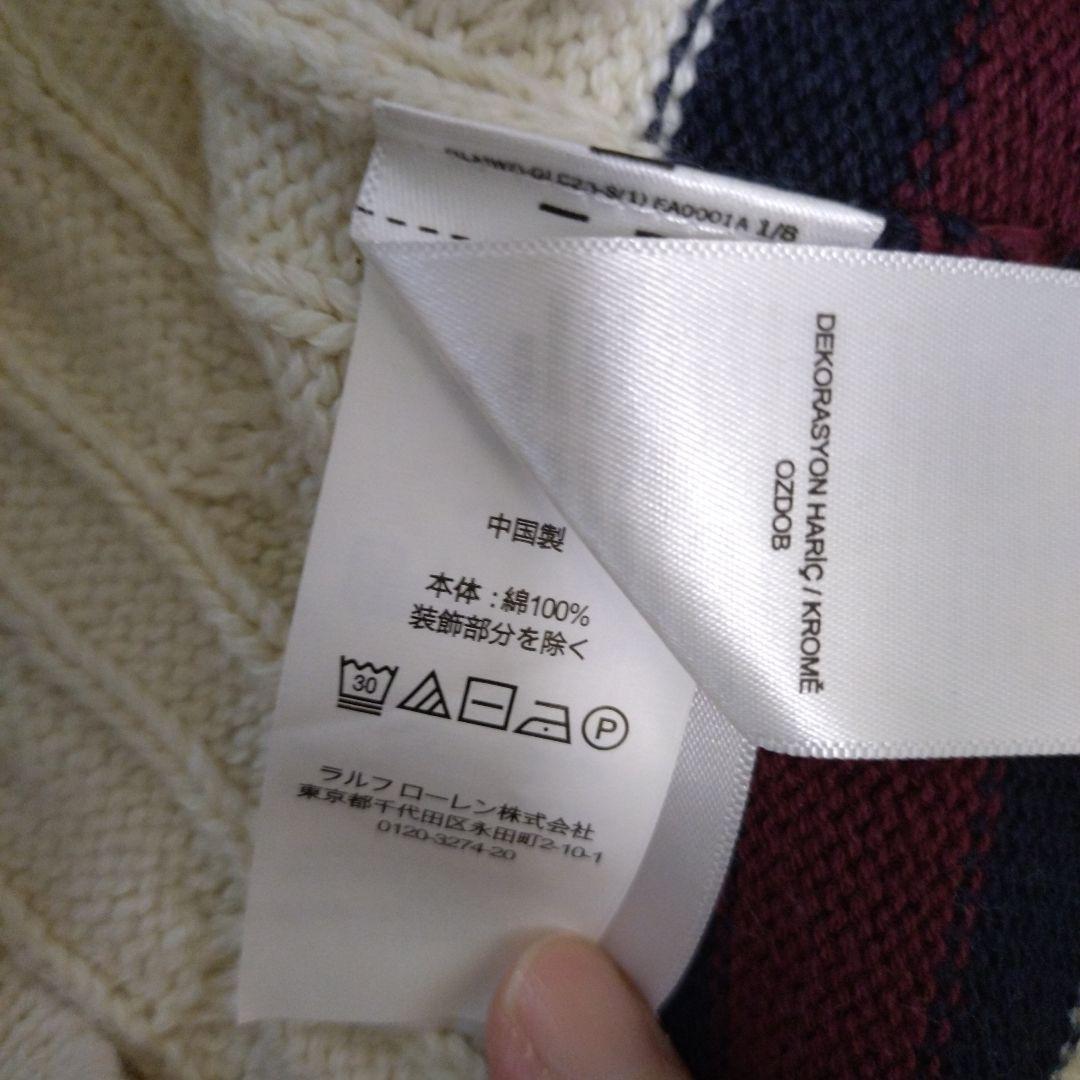 EA0001A 1/8
DEKORASYON HARİÇ / KROMĚ
OZDOB
中国製
本体:綿100%
装飾部分を除く
30
P
ラルフ ローレン株式会社
東京都千代田区永田町2-10-1
0120-3274-20